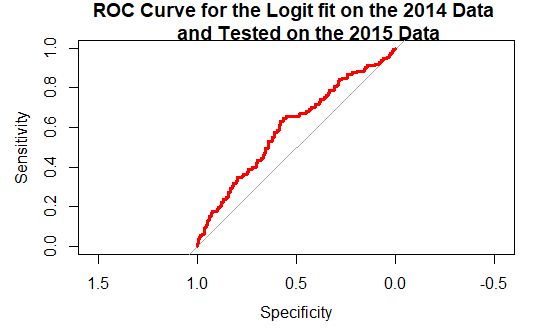 ROC Curve for the Logit fit on the 2014 Data
and Tested on the 2015 Data
Sensitivity
1.0
0.8
0.6
0.4
0.2
0.0
1.5 1.0 0.5 0.0 -0.5
Specificity